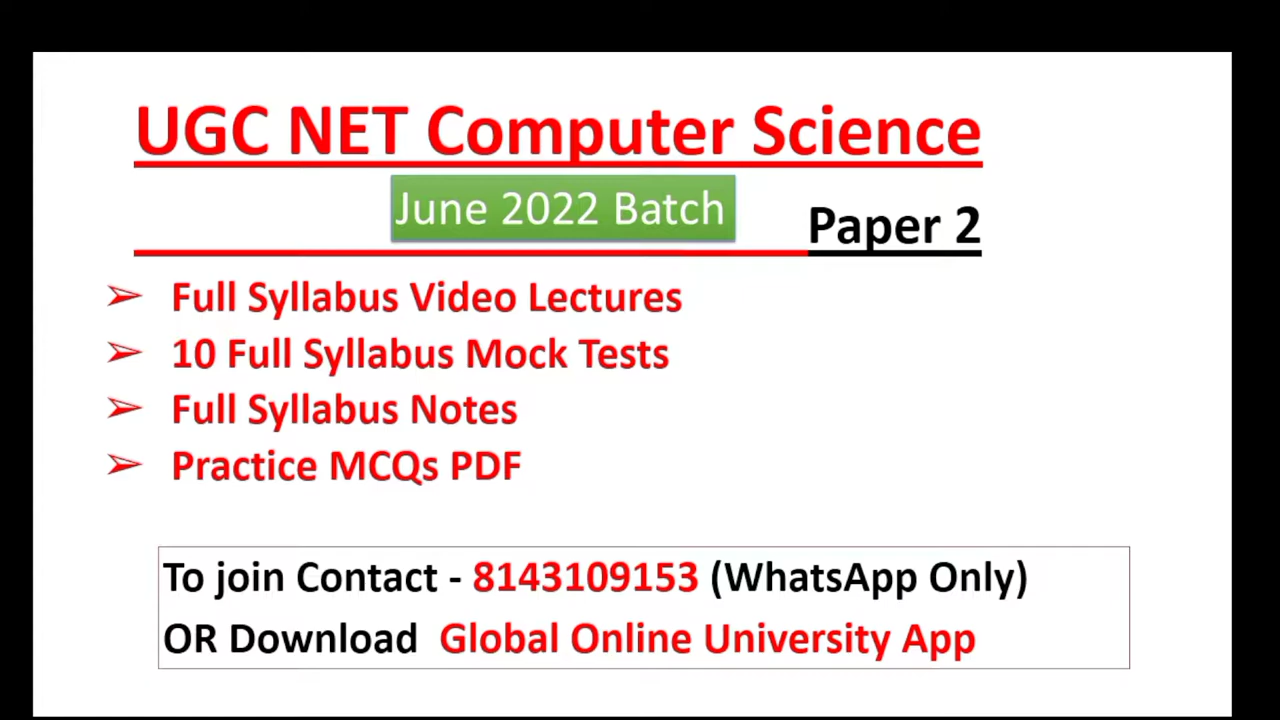 UGC NET Computer Science
June 2022 Batch
Paper 2
➢ Full Syllabus Video Lectures
➢ 10 Full Syllabus Mock Tests
➢ Full Syllabus Notes
➢ Practice MCQs PDF
To join Contact - 8143109153 (WhatsApp Only)
OR Download Global Online University App